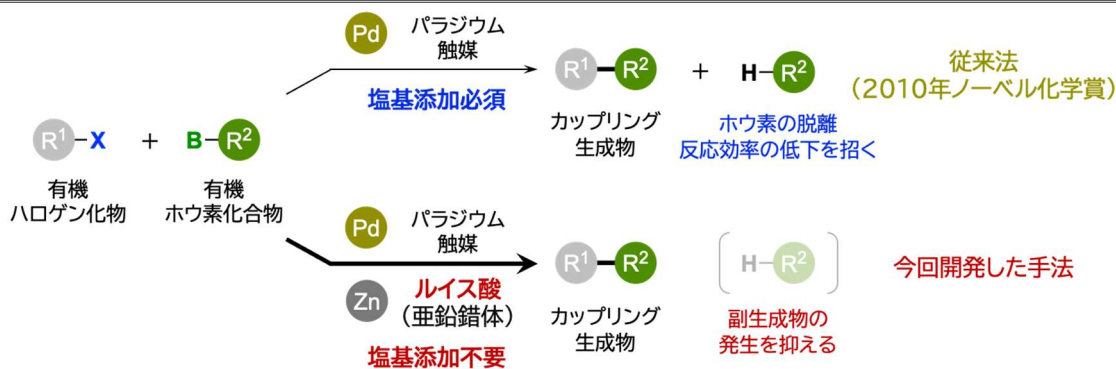 Pd
パラジウム
触媒
塩基添加必須
R¹–R²
+
H–R²
カップリング
生成物
ホウ素の脱離
反応効率の低下を招く
従来法
（2010年ノーベル化学賞）
R¹–X
+
B–R²
有機
ハロゲン化物
有機
ホウ素化合物
Pd
パラジウム
触媒
Zn
ルイス酸
（亜鉛錯体）
塩基添加不要
R¹–R²
H–R²
カップリング
生成物
副生成物の
発生を抑える
今回開発した手法